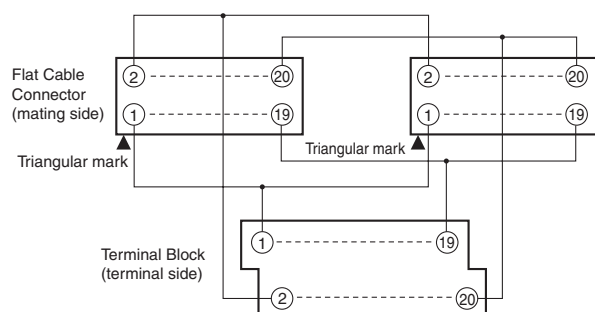 2 20 2 20
Flat Cable
Connector
(mating side)
1 19 1 19
Triangular mark Triangular mark
1 19
Terminal Block
(terminal side)
2 20